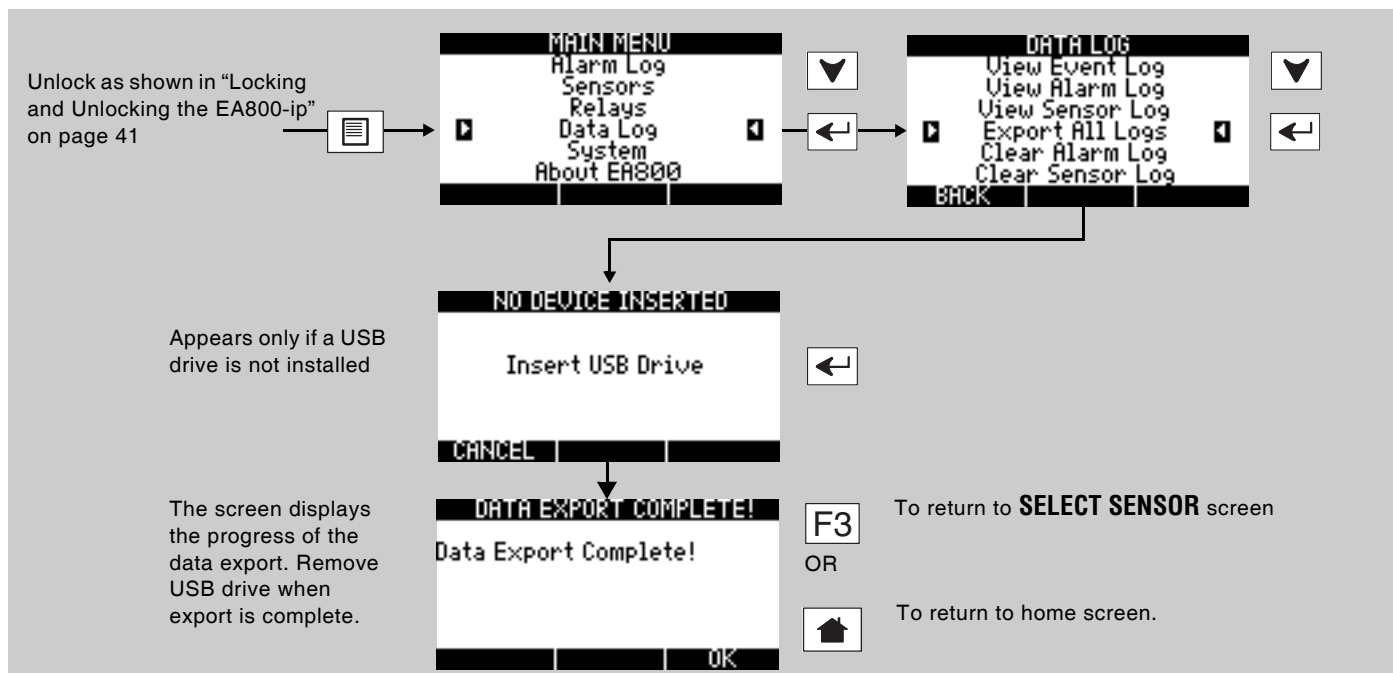 Unlock as shown in “Locking
and Unlocking the EA800-ip”
on page 41
MAIN MENU
Alarm Log
Sensors
Relays
Data Log
System
About EA800
DATA LOG
View Event Log
View Alarm Log
View Sensor Log
Export All Logs
Clear Alarm Log
Clear Sensor Log
BACK
Appears only if a USB
drive is not installed
NO DEVICE INSERTED
Insert USB Drive
CANCEL
The screen displays
the progress of the
data export. Remove
USB drive when
export is complete.
DATA EXPORT COMPLETE!
Data Export Complete!
OK
F3
To return to SELECT SENSOR screen
OR
To return to home screen.